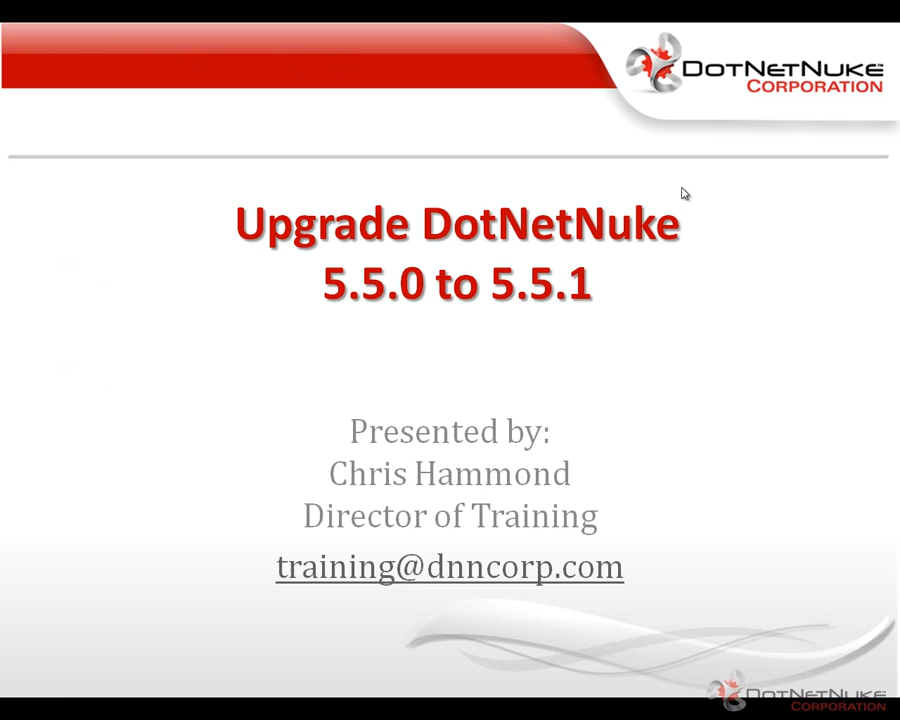 DotNetNuke
Corporation
Upgrade DotNetNuke
5.5.0 to 5.5.1
Presented by:
Chris Hammond
Director of Training
training@dnncorp.com
DotNetNuke
Corporation